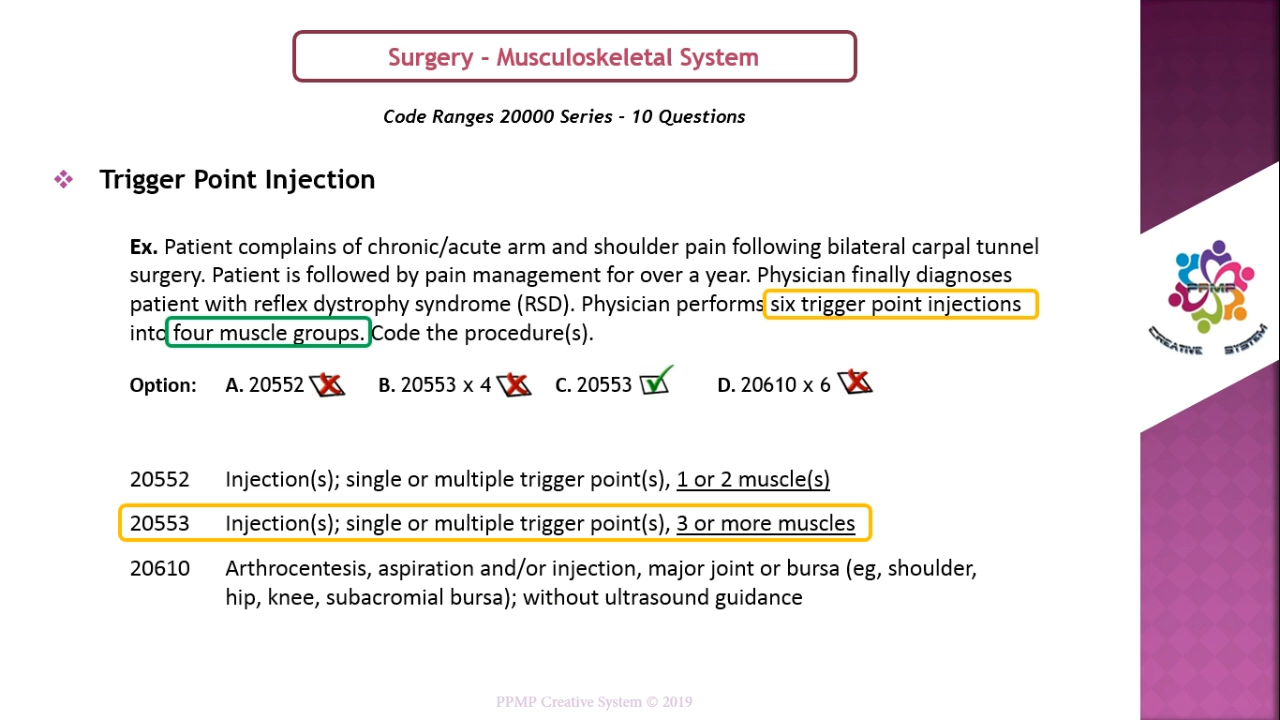 Surgery - Musculoskeletal System
Code Ranges 20000 Series - 10 Questions
Trigger Point Injection
Ex. Patient complains of chronic/acute arm and shoulder pain following bilateral carpal tunnel
surgery. Patient is followed by pain management for over a year. Physician finally diagnoses
patient with reflex dystrophy syndrome (RSD). Physician performs six trigger point injections
into four muscle groups. Code the procedure(s).
Option: A. 20552 B. 20553 x 4 C. 20553 D. 20610 x 6
20552 Injection(s); single or multiple trigger point(s), 1 or 2 muscle(s)
20553 Injection(s); single or multiple trigger point(s), 3 or more muscles
20610 Arthrocentesis, aspiration and/or injection, major joint or bursa (eg, shoulder,
hip, knee, subacromial bursa); without ultrasound guidance
PPMP
CREATIVE SYSTEM
PPMP Creative System © 2019